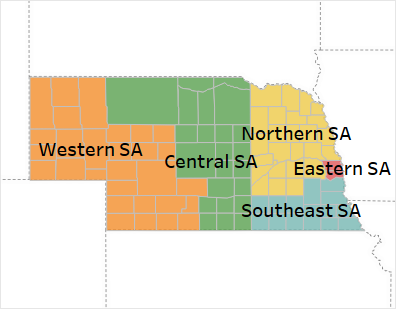 Northern SA
Western SA
Central SA
Eastern SA
Southeast SA